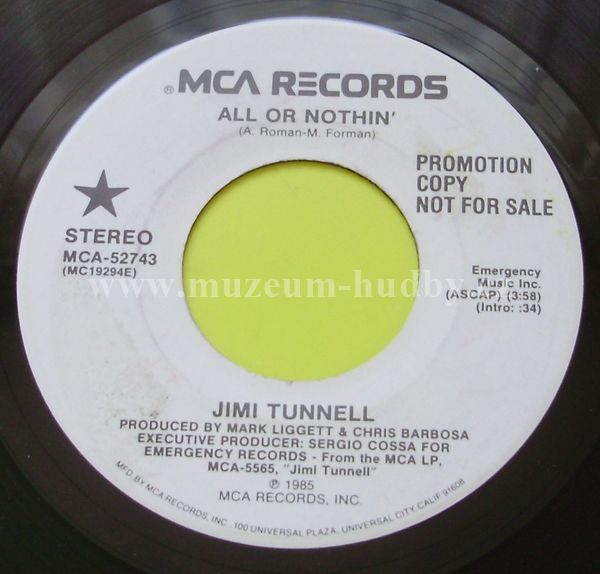 ® MCA RECORDS
ALL OR NOTHIN'
(A. Roman-M. Forman)
PROMOTION
COPY
NOT FOR SALE
STEREO
MCA-52743
(MC19294E)
Emergency
Music Inc.
(ASCAP) (3:58)
(Intro: :34)
www.muzeum-hudby.
JIMI TUNNELL
PRODUCED BY MARK LIGGETT & CHRIS BARBOSA
EXECUTIVE PRODUCER: SERGIO COSSA FOR
EMERGENCY RECORDS - From the MCA LP,
MCA-5565, "Jimi Tunnell"
℗ 1985
MCA RECORDS, INC.
MFD. BY MCA RECORDS, INC. 100 UNIVERSAL PLAZA, UNIVERSAL CITY, CALIF. 91608